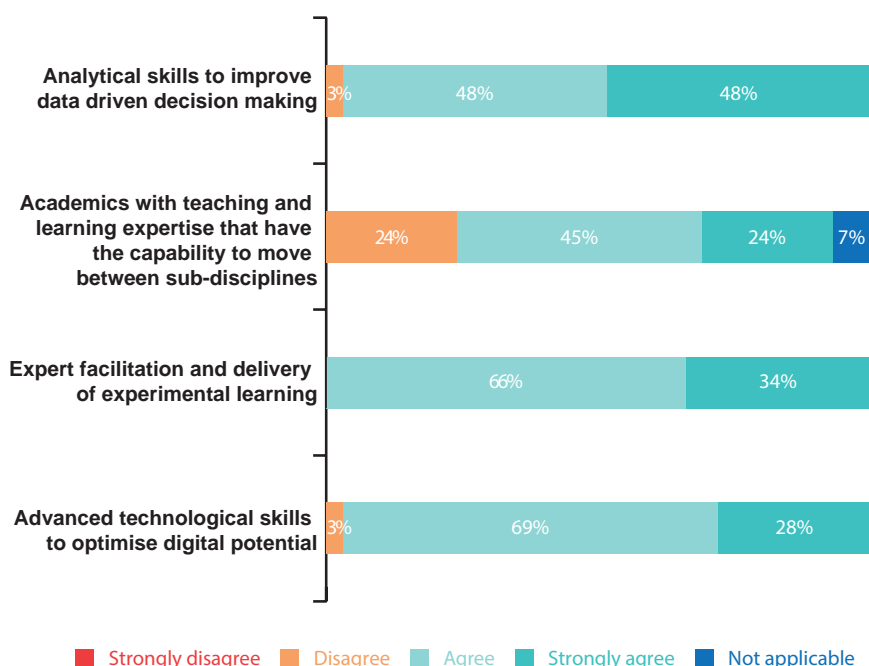 Analytical skills to improve
data driven decision making
3% 48% 48%
Academics with teaching and
learning expertise that have
the capability to move
between sub-disciplines
24% 45% 24% 7%
Expert facilitation and delivery
of experimental learning
66% 34%
Advanced technological skills
to optimise digital potential
3% 69% 28%
Strongly disagree Disagree Agree Strongly agree Not applicable